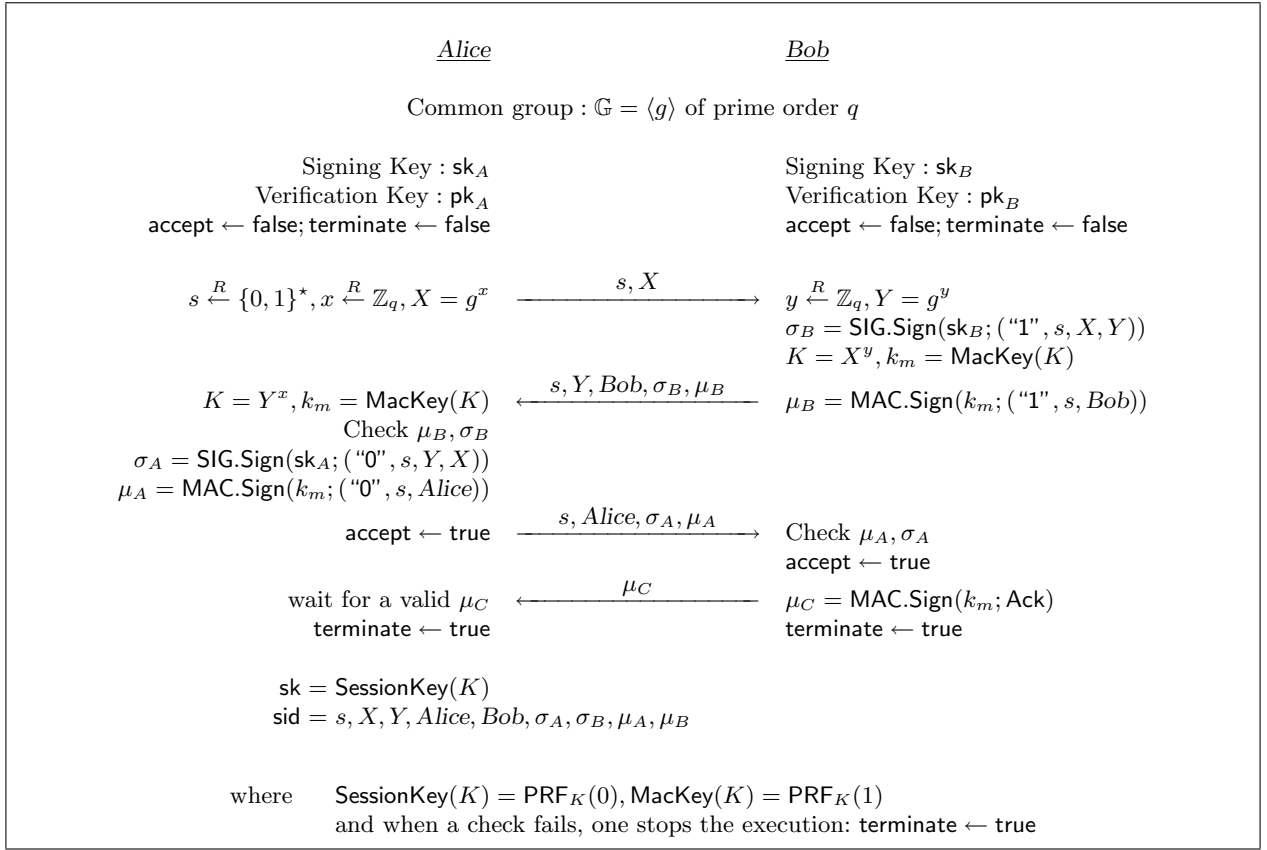 Alice Bob
Common group : 𝔾 = ⟨g⟩ of prime order q
Signing Key : sk_A Signing Key : sk_B
Verification Key : pk_A Verification Key : pk_B
accept ← false; terminate ← false accept ← false; terminate ← false
s ←^R {0, 1}^⋆, x ←^R ℤ_q, X = g^x s, X y ←^R ℤ_q, Y = g^y
σ_B = SIG.Sign(sk_B; ("1", s, X, Y))
K = X^y, k_m = MacKey(K)
K = Y^x, k_m = MacKey(K) s, Y, Bob, σ_B, μ_B μ_B = MAC.Sign(k_m; ("1", s, Bob))
Check μ_B, σ_B
σ_A = SIG.Sign(sk_A; ("0", s, Y, X))
μ_A = MAC.Sign(k_m; ("0", s, Alice))
accept ← true s, Alice, σ_A, μ_A Check μ_A, σ_A
accept ← true
wait for a valid μ_C μ_C μ_C = MAC.Sign(k_m; Ack)
terminate ← true terminate ← true
sk = SessionKey(K)
sid = s, X, Y, Alice, Bob, σ_A, σ_B, μ_A, μ_B
where SessionKey(K) = PRF_K(0), MacKey(K) = PRF_K(1)
and when a check fails, one stops the execution: terminate ← true